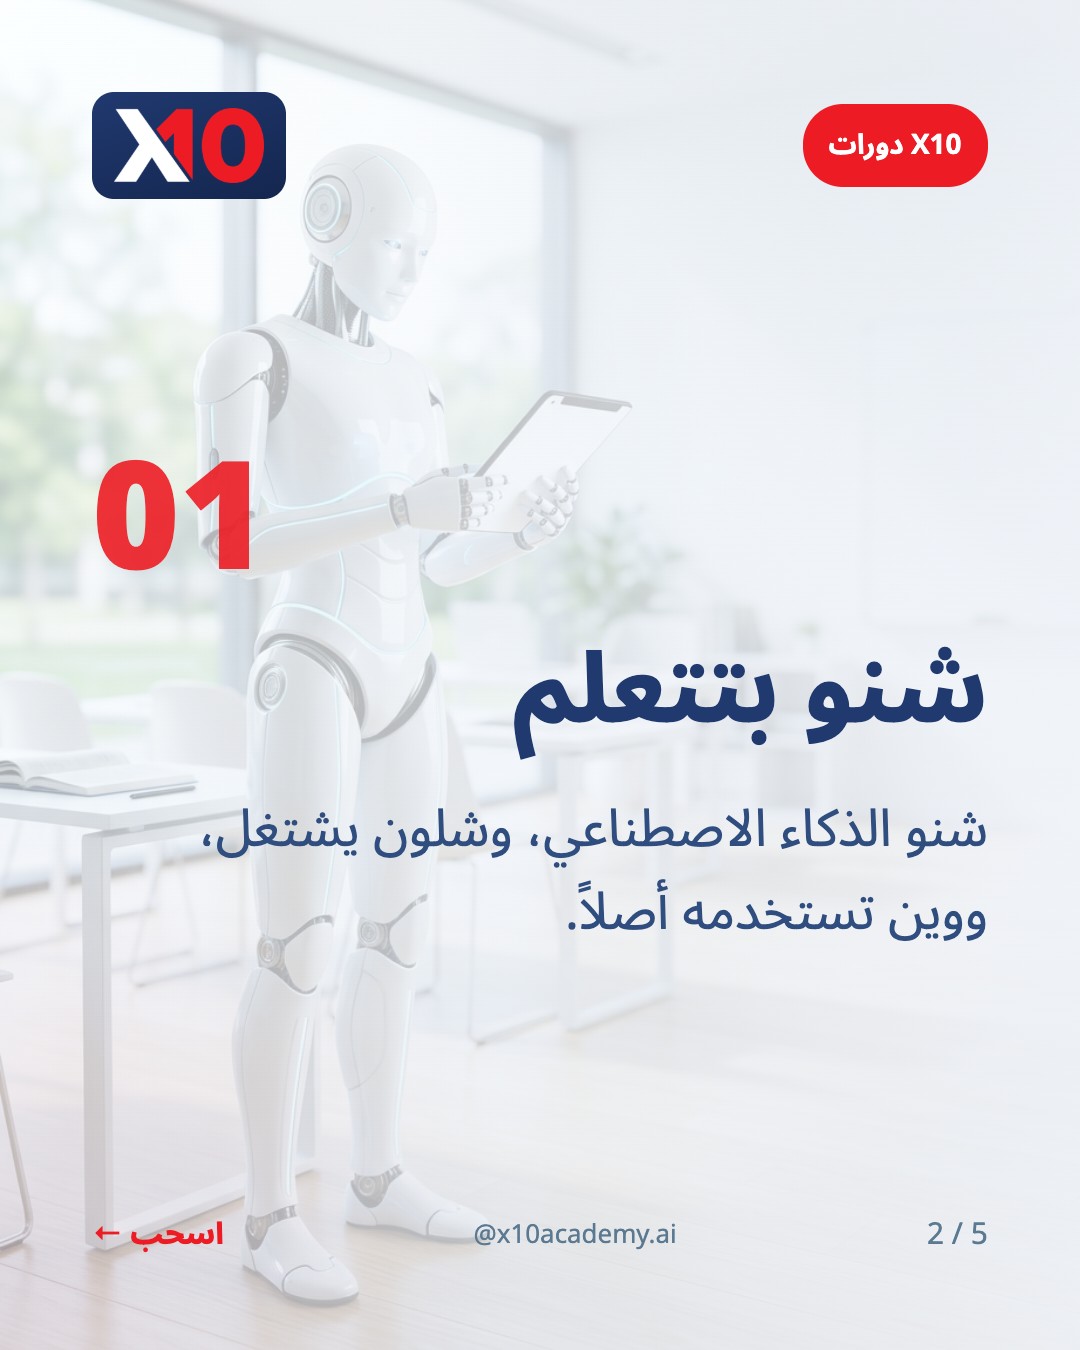 X10
دورات X10
01
شنو بتتعلم
شنو الذكاء الاصطناعي، وشلون يشتغل،
ووين تستخدمه أصلاً.
اسحب ←
@x10academy.ai
2 / 5